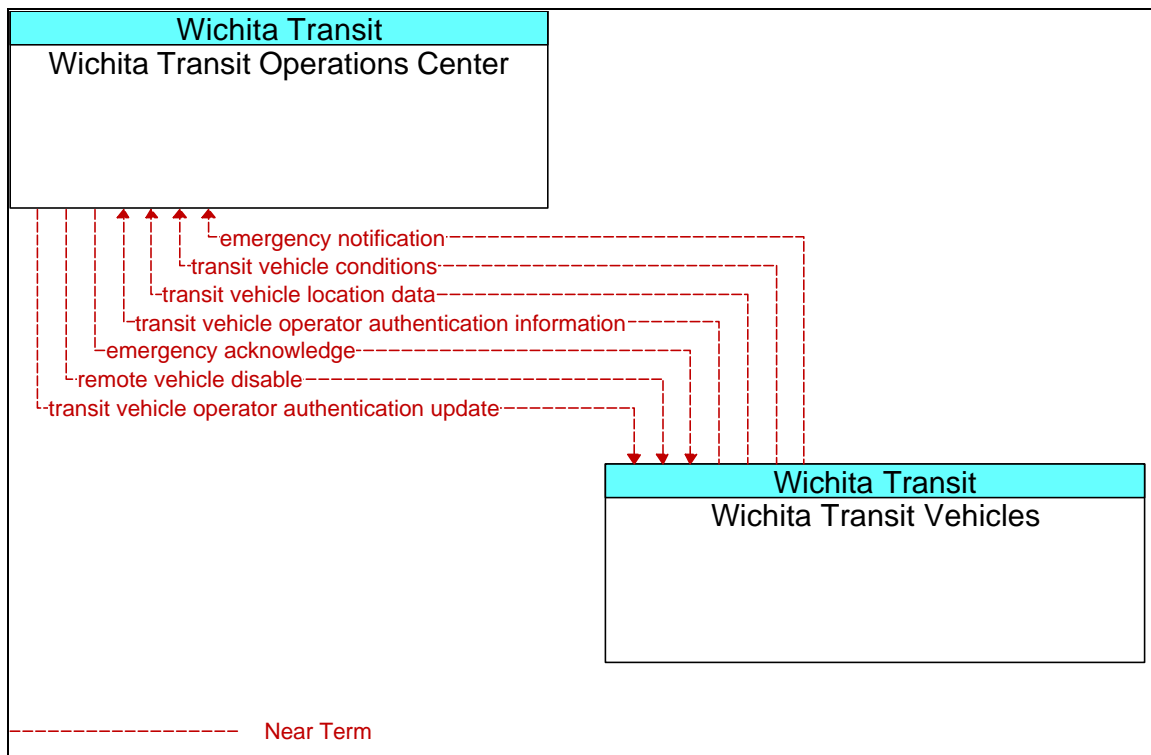 Wichita Transit
Wichita Transit Operations Center
emergency notification
transit vehicle conditions
transit vehicle location data
transit vehicle operator authentication information
emergency acknowledge
remote vehicle disable
transit vehicle operator authentication update
Wichita Transit
Wichita Transit Vehicles
Near Term